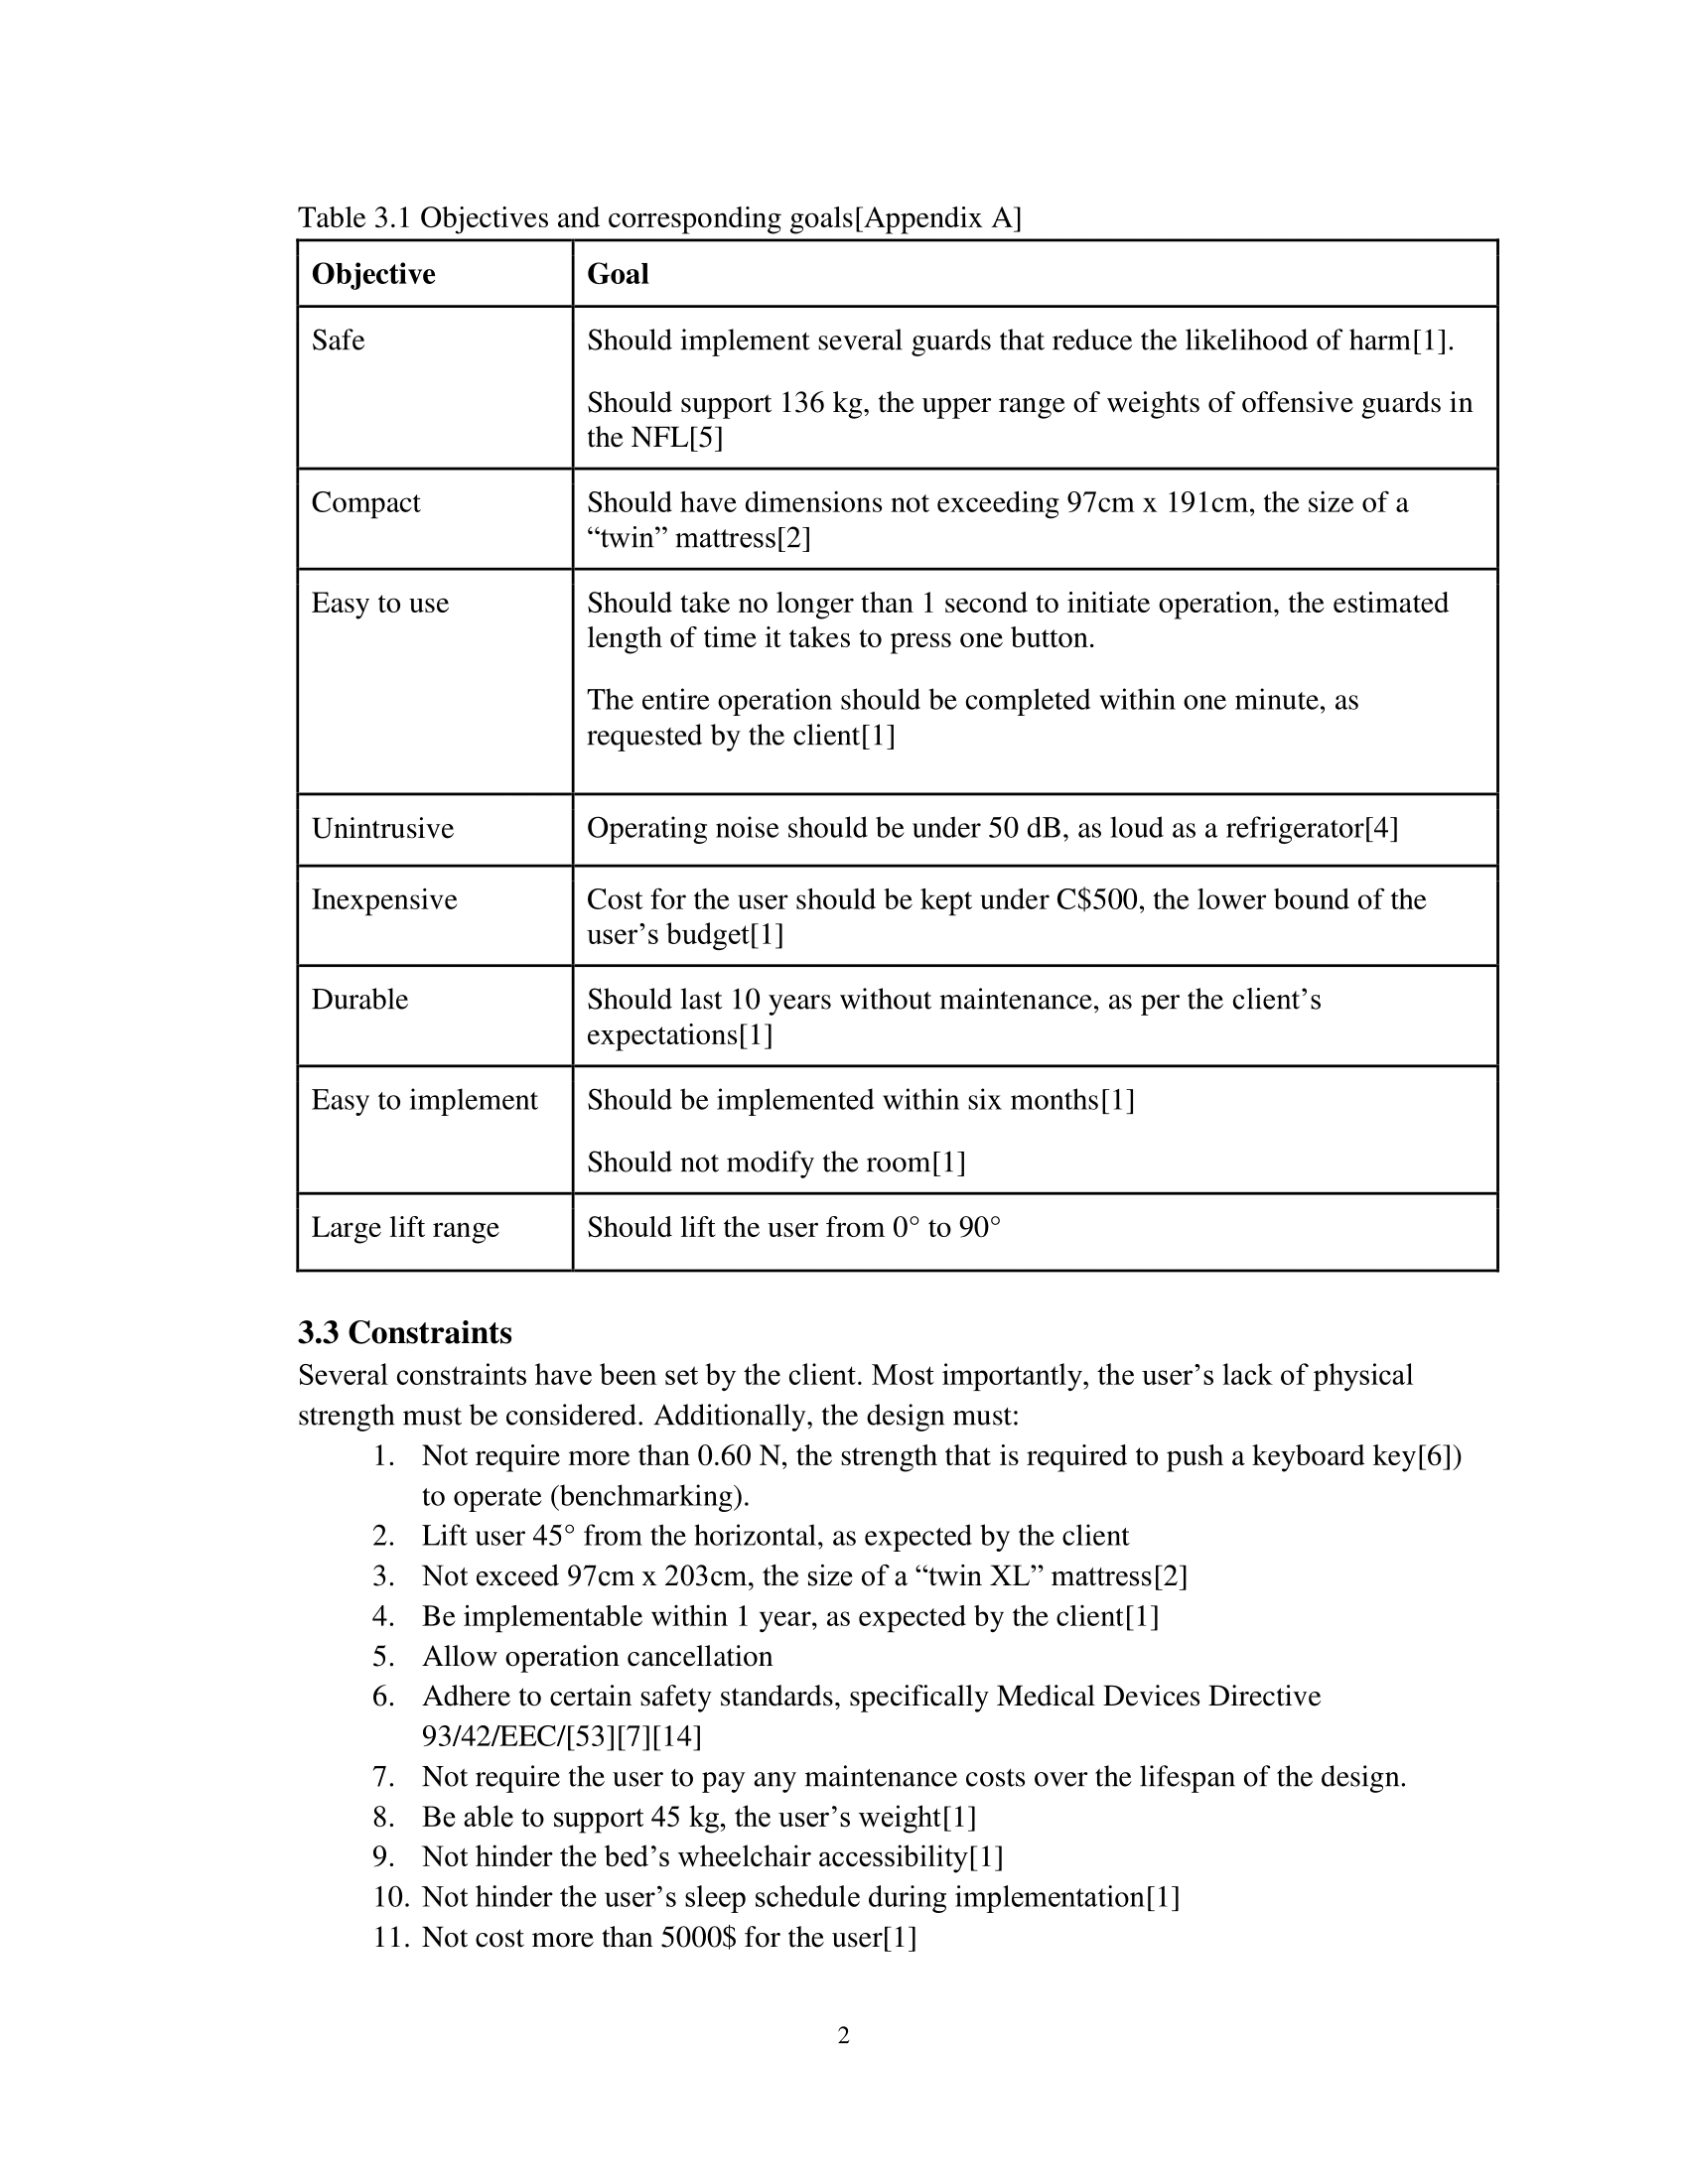 Table 3.1 Objectives and corresponding goals[Appendix A]
Objective
Goal
Safe
Should implement several guards that reduce the likelihood of harm[1].
Should support 136 kg, the upper range of weights of offensive guards in
the NFL[5]
Compact
Should have dimensions not exceeding 97cm x 191cm, the size of a
“twin” mattress[2]
Easy to use
Should take no longer than 1 second to initiate operation, the estimated
length of time it takes to press one button.
The entire operation should be completed within one minute, as
requested by the client[1]
Unintrusive
Operating noise should be under 50 dB, as loud as a refrigerator[4]
Inexpensive
Cost for the user should be kept under C$500, the lower bound of the
user’s budget[1]
Durable
Should last 10 years without maintenance, as per the client’s
expectations[1]
Easy to implement
Should be implemented within six months[1]
Should not modify the room[1]
Large lift range
Should lift the user from 0° to 90°
3.3 Constraints
Several constraints have been set by the client. Most importantly, the user’s lack of physical
strength must be considered. Additionally, the design must:
1. Not require more than 0.60 N, the strength that is required to push a keyboard key[6])
to operate (benchmarking).
2. Lift user 45° from the horizontal, as expected by the client
3. Not exceed 97cm x 203cm, the size of a “twin XL” mattress[2]
4. Be implementable within 1 year, as expected by the client[1]
5. Allow operation cancellation
6. Adhere to certain safety standards, specifically Medical Devices Directive
93/42/EEC/[53][7][14]
7. Not require the user to pay any maintenance costs over the lifespan of the design.
8. Be able to support 45 kg, the user’s weight[1]
9. Not hinder the bed’s wheelchair accessibility[1]
10. Not hinder the user’s sleep schedule during implementation[1]
11. Not cost more than 5000$ for the user[1]
2